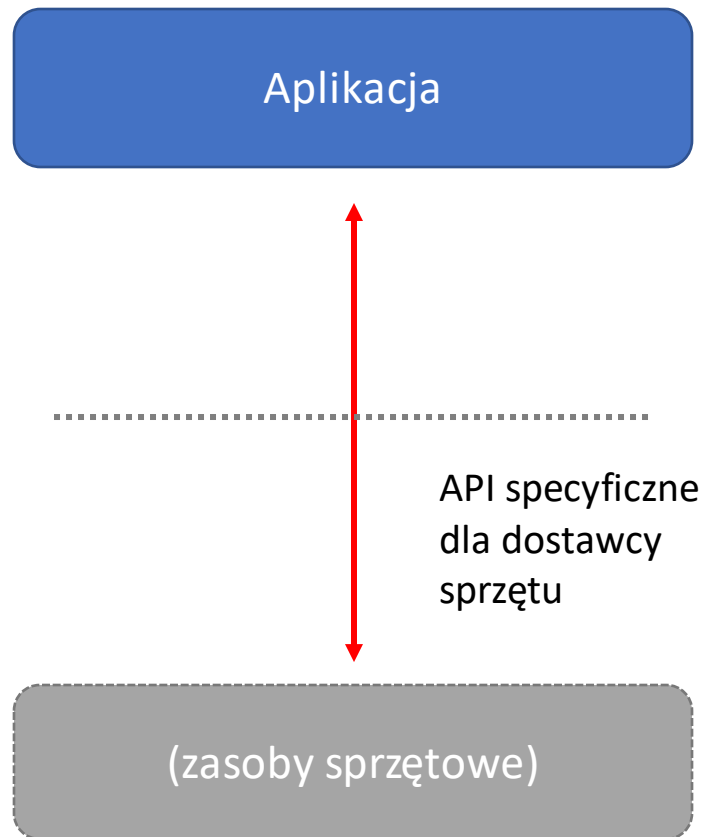 Aplikacja
API specyficzne
dla dostawcy
sprzętu
(zasoby sprzętowe)